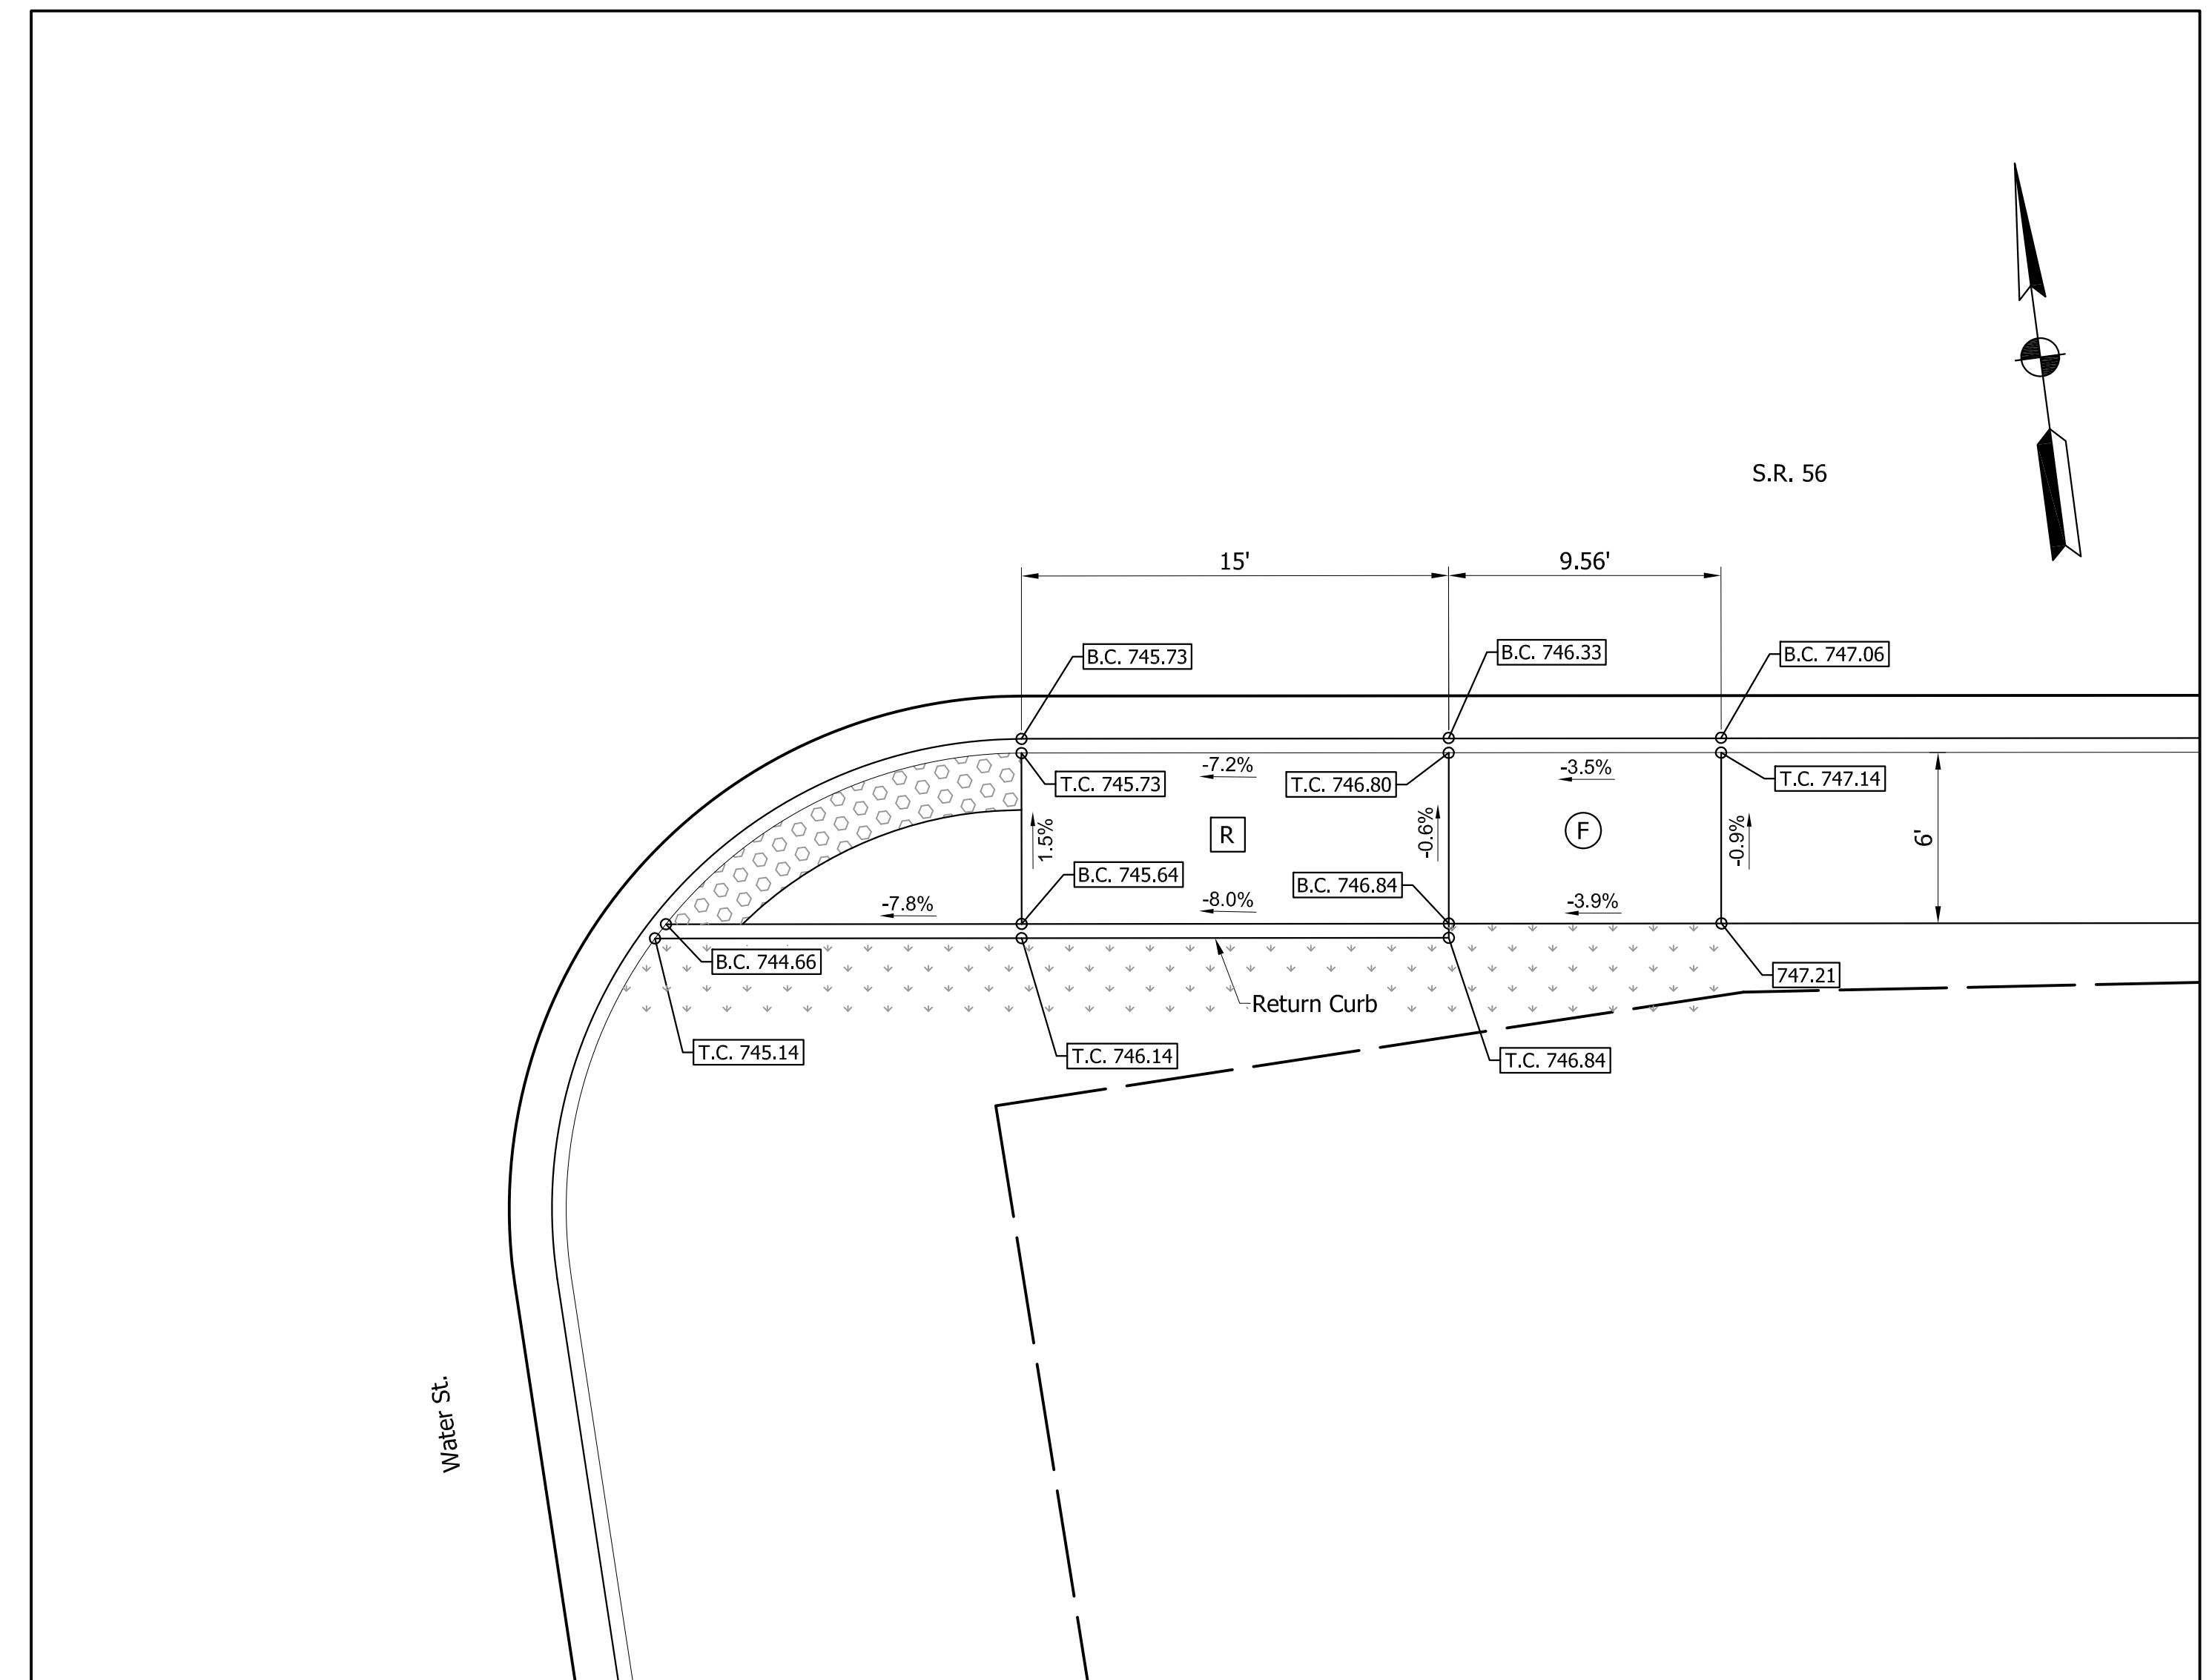 S.R. 56
15'
9.56'
B.C. 745.73
B.C. 746.33
B.C. 747.06
-7.2%
-3.5%
T.C. 745.73
T.C. 746.80
T.C. 747.14
1.5%
R
-0.6%
F
-0.9%
6'
B.C. 745.64
B.C. 746.84
-7.8%
-8.0%
-3.9%
B.C. 744.66
747.21
Return Curb
T.C. 745.14
T.C. 746.14
T.C. 746.84
Water St.